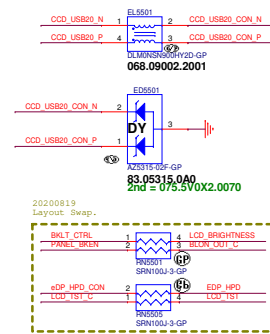 EL5501
CCD_USB20_N 1 2 CCD_USB20_CON_N
CCD_USB20_P 4 3 CCD_USB20_CON_P
DLM0NSN900HY2D-GP
068.09002.2001
ED5501
CCD_USB20_CON_N 2
DY 3
CCD_USB20_CON_P 1
AZ5315-02F-GP
83.05315.0A0
2nd = 075.5V0X2.0070
20200819
Layout Swap.
BKLT_CTRL 1 4 LCD_BRIGHTNESS
PANEL_BKEN 2 3 BLON_OUT_C
RN5501
SRN100J-3-GP
eDP_HPD_CON 2 3 EDP_HPD
LCD_TST_C 1 4 LCD_TST
RN5505
SRN100J-3-GP